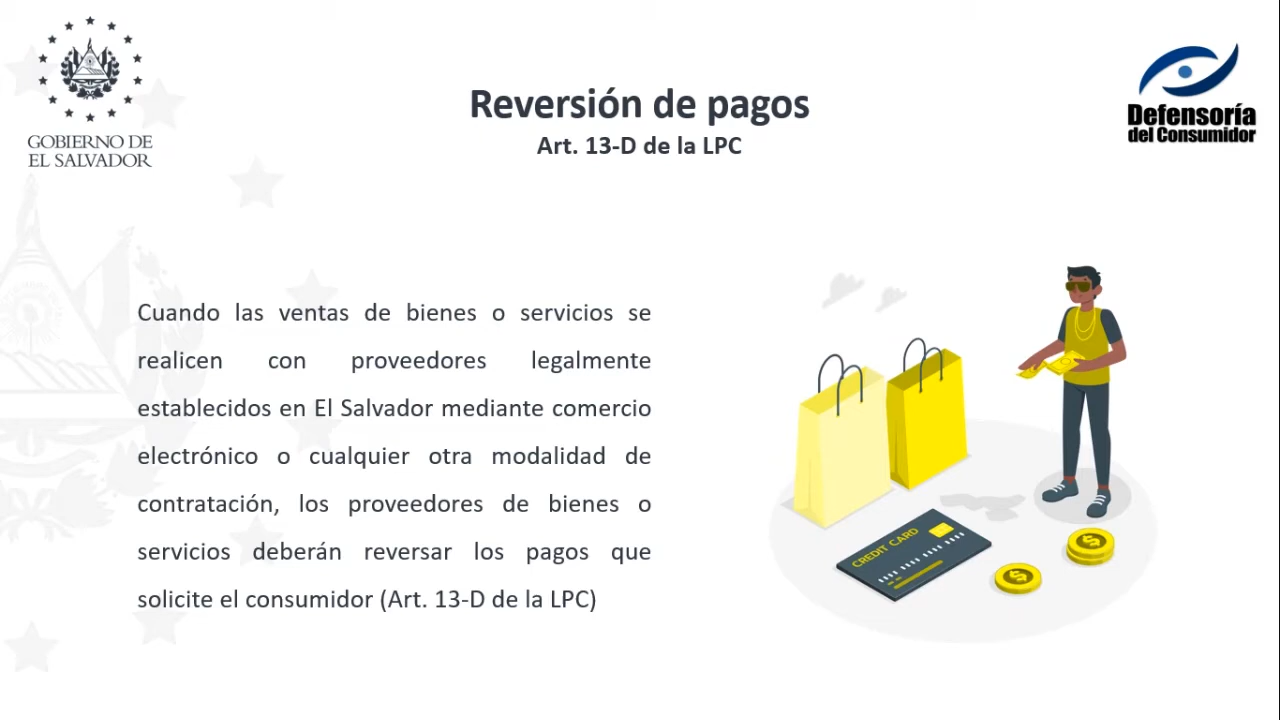 GOBIERNO DE
EL SALVADOR
Reversión de pagos
Art. 13-D de la LPC
Defensoría
del Consumidor
Cuando las ventas de bienes o servicios se
realicen con proveedores legalmente
establecidos en El Salvador mediante comercio
electrónico o cualquier otra modalidad de
contratación, los proveedores de bienes o
servicios deberán reversar los pagos que
solicite el consumidor (Art. 13-D de la LPC)
CREDIT CARD